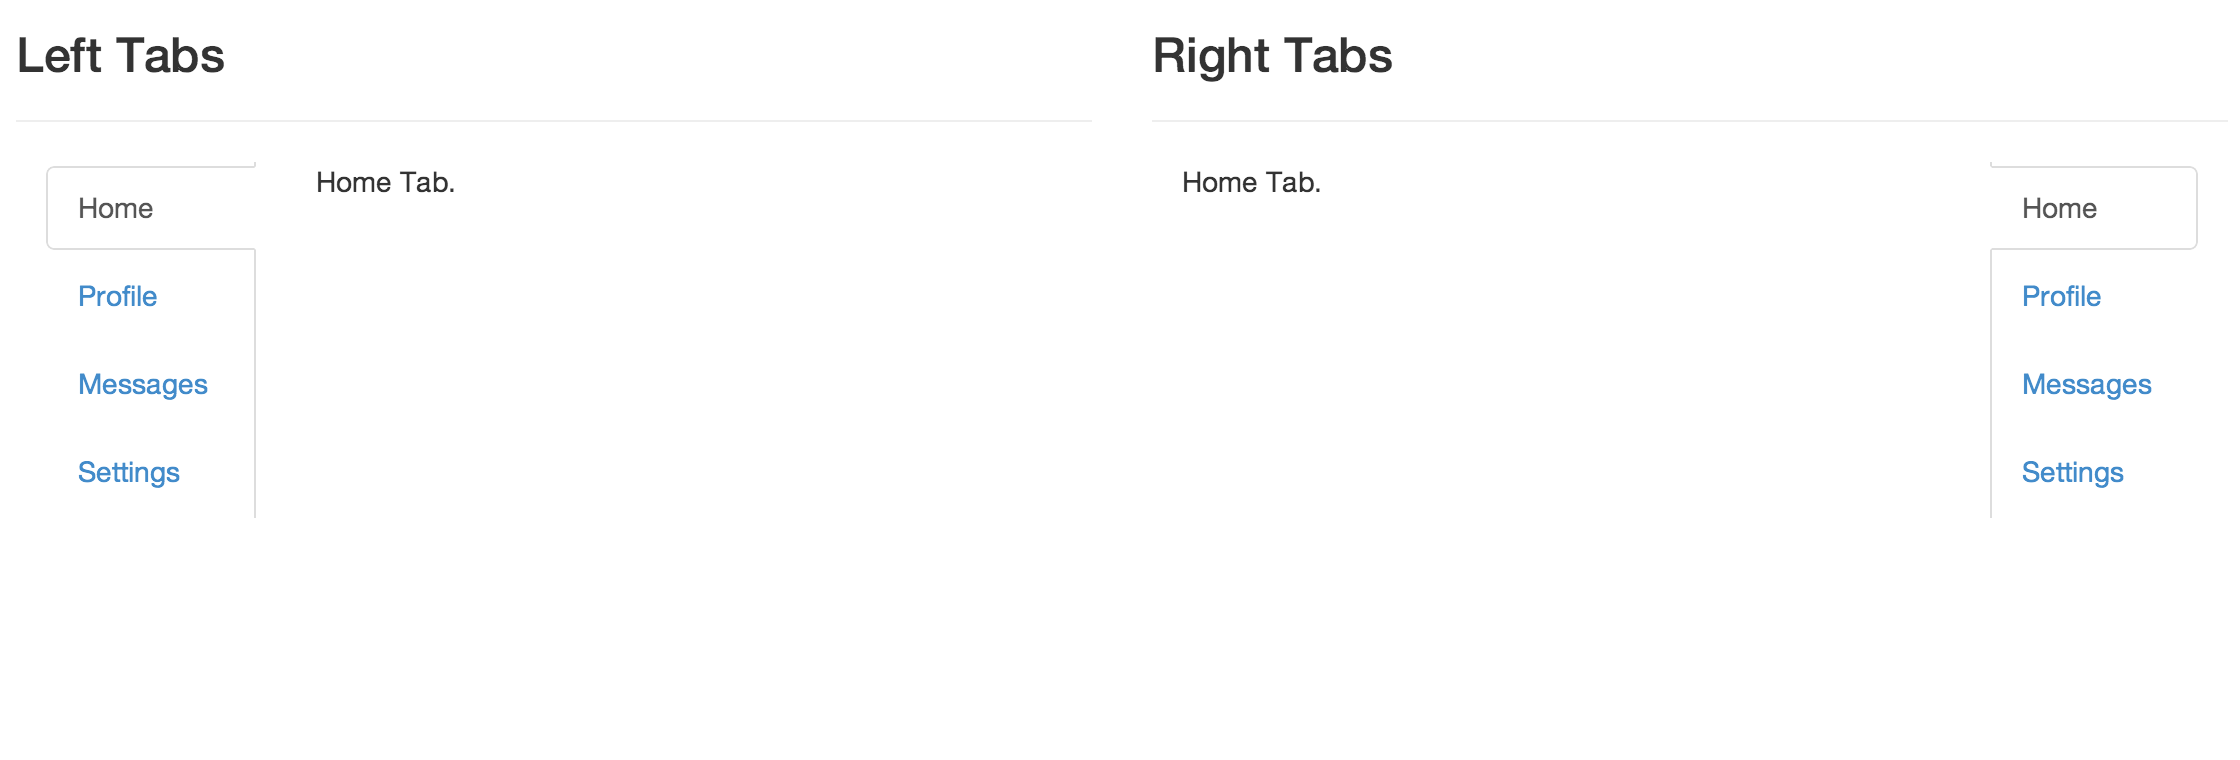 Left Tabs
Home
Profile
Messages
Settings
Home Tab.
Right Tabs
Home Tab.
Home
Profile
Messages
Settings